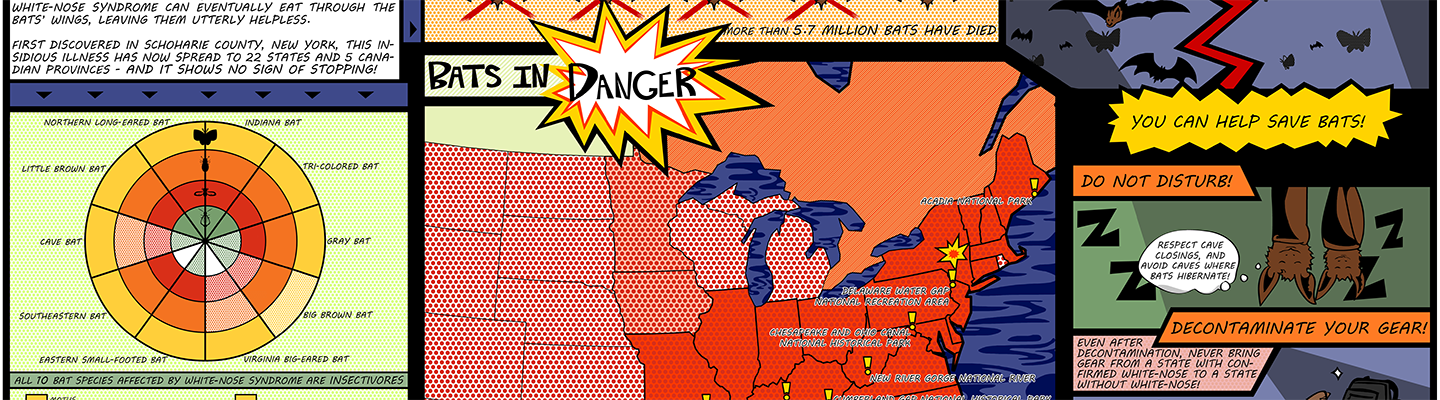 WHITE-NOSE SYNDROME CAN EVENTUALLY EAT THROUGH THE
BATS' WINGS, LEAVING THEM UTTERLY HELPLESS.
FIRST DISCOVERED IN SCHOHARIE COUNTY, NEW YORK, THIS IN-
SIDIOUS ILLNESS HAS NOW SPREAD TO 22 STATES AND 5 CANA-
DIAN PROVINCES - AND IT SHOWS NO SIGN OF STOPPING!
NORTHERN LONG-EARED BAT
INDIANA BAT
LITTLE BROWN BAT
TRI-COLORED BAT
CAVE BAT
GRAY BAT
SOUTHEASTERN BAT
BIG BROWN BAT
EASTERN SMALL-FOOTED BAT
VIRGINIA BIG-EARED BAT
ALL 10 BAT SPECIES AFFECTED BY WHITE-NOSE SYNDROME ARE INSECTIVORES
MOTHS
MORE THAN 5.7 MILLION BATS HAVE DIED
BATS IN DANGER
ACADIA NATIONAL PARK
DELAWARE WATER GAP
NATIONAL RECREATION AREA
CHESAPEAKE AND OHIO CANAL
NATIONAL HISTORICAL PARK
NEW RIVER GORGE NATIONAL RIVER
CUMBERLAND GAP NATIONAL HISTORICAL PARK
YOU CAN HELP SAVE BATS!
DO NOT DISTURB!
Z
Z
Z
Z
RESPECT CAVE
CLOSINGS, AND
AVOID CAVES WHERE
BATS HIBERNATE!
DECONTAMINATE YOUR GEAR!
EVEN AFTER
DECONTAMINATION, NEVER BRING
GEAR FROM A STATE WITH CON-
FIRMED WHITE-NOSE TO A STATE
WITHOUT WHITE-NOSE!